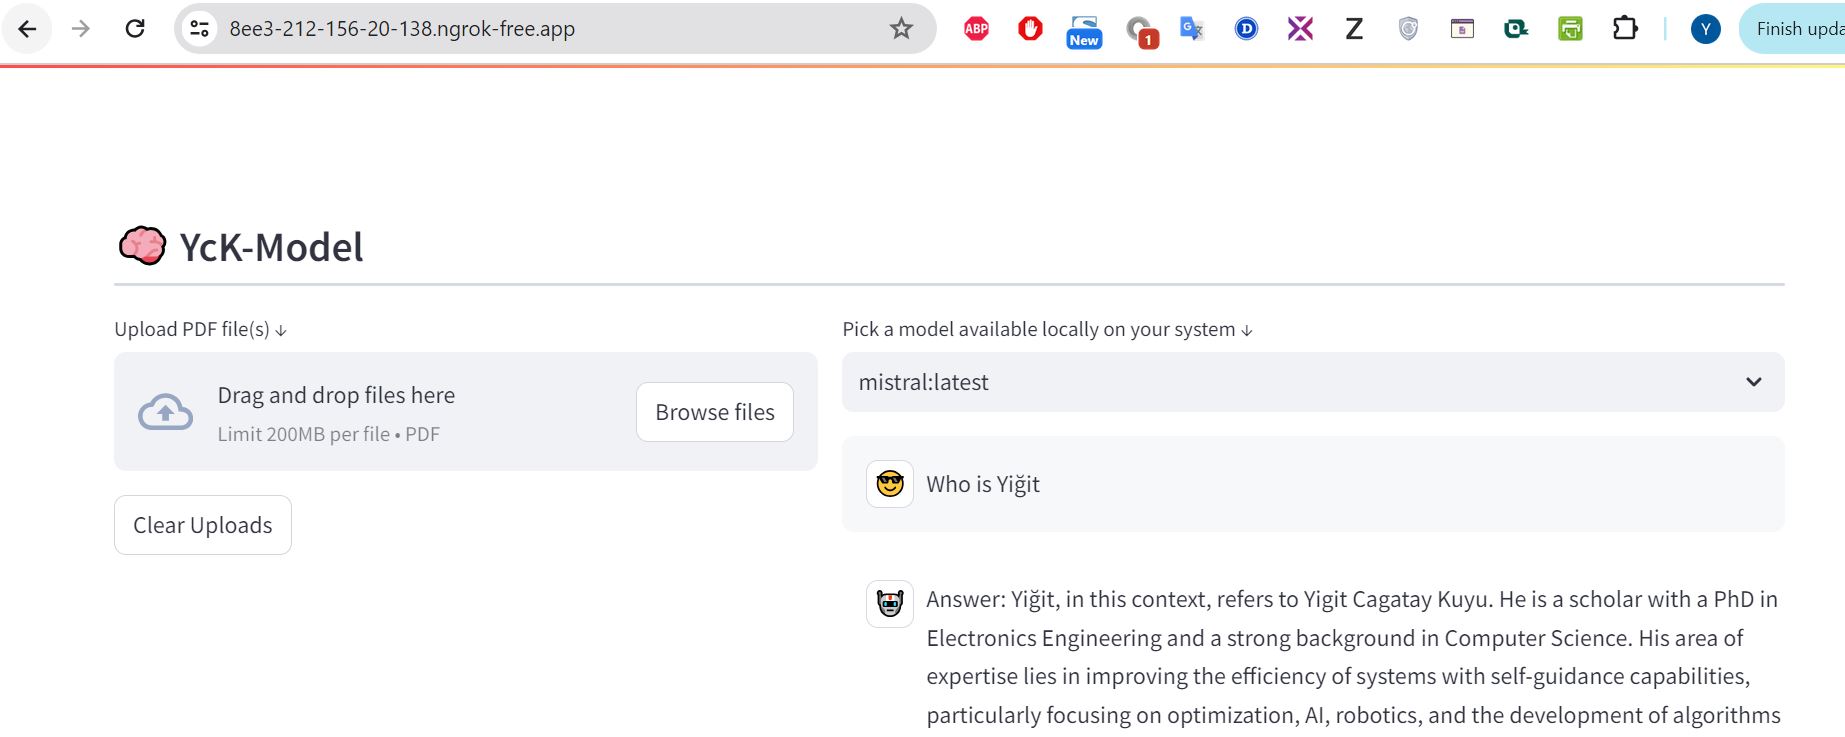 8ee3-212-156-20-138.ngrok-free.app
ABP
New
1
G
D
Z
Y
Finish upda
YcK-Model
Upload PDF file(s) ↓
Drag and drop files here
Limit 200MB per file • PDF
Browse files
Clear Uploads
Pick a model available locally on your system ↓
mistral:latest
Who is Yiğit
Answer: Yiğit, in this context, refers to Yigit Cagatay Kuyu. He is a scholar with a PhD in
Electronics Engineering and a strong background in Computer Science. His area of
expertise lies in improving the efficiency of systems with self-guidance capabilities,
particularly focusing on optimization, AI, robotics, and the development of algorithms